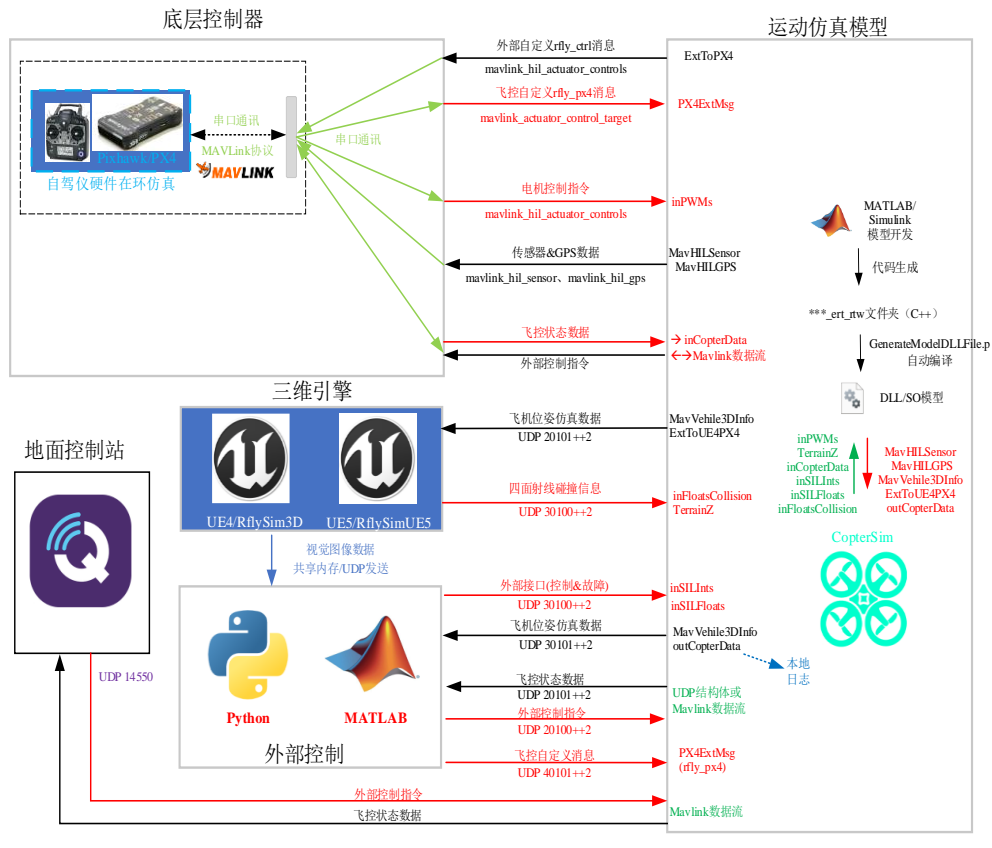 底层控制器
运动仿真模型
外部自定义rfly_ctrl消息
mavlink_hil_actuator_controls
ExtToPX4
飞控自定义rfly_px4消息
mavlink_actuator_control_target
PX4ExtMsg
串口通讯
MAVLink协议
MAVLINK
串口通讯
Pixhawk/PX4
自驾仪硬件在环仿真
电机控制指令
mavlink_hil_actuator_controls
inPWMs
MATLAB/
Simulink
模型开发
传感器&GPS数据
mavlink_hil_sensor、mavlink_hil_gps
MavHILSensor
MavHILGPS
代码生成
***_ert_rtw文件夹（C++）
飞控状态数据
→ inCopterData
外部控制指令
←→Mavlink数据流
GenerateModelDLLFile.p
自动编译
DLL/SO模型
三维引擎
飞机位姿仿真数据
UDP 20101++2
MavVehile3DInfo
ExtToUE4PX4
inPWMs
TerrainZ
inCopterData
inSILInts
inSILFloats
inFloatsCollision
MavHILSensor
MavHILGPS
MavVehile3DInfo
ExtToUE4PX4
outCopterData
地面控制站
四面射线碰撞信息
UDP 30100++2
inFloatsCollision
TerrainZ
UE4/RflySim3D
UE5/RflySimUE5
CopterSim
视觉图像数据
共享内存/UDP发送
外部接口(控制&故障)
UDP 30100++2
inSILInts
inSILFloats
飞机位姿仿真数据
UDP 30101++2
MavVehile3DInfo
outCopterData
本地
日志
UDP 14550
飞控状态数据
UDP 20101++2
UDP结构体或
Mavlink数据流
外部控制指令
UDP 20100++2
Python
MATLAB
外部控制
飞控自定义消息
UDP 40101++2
PX4ExtMsg
(rfly_px4)
外部控制指令
飞控状态数据
Mavlink数据流